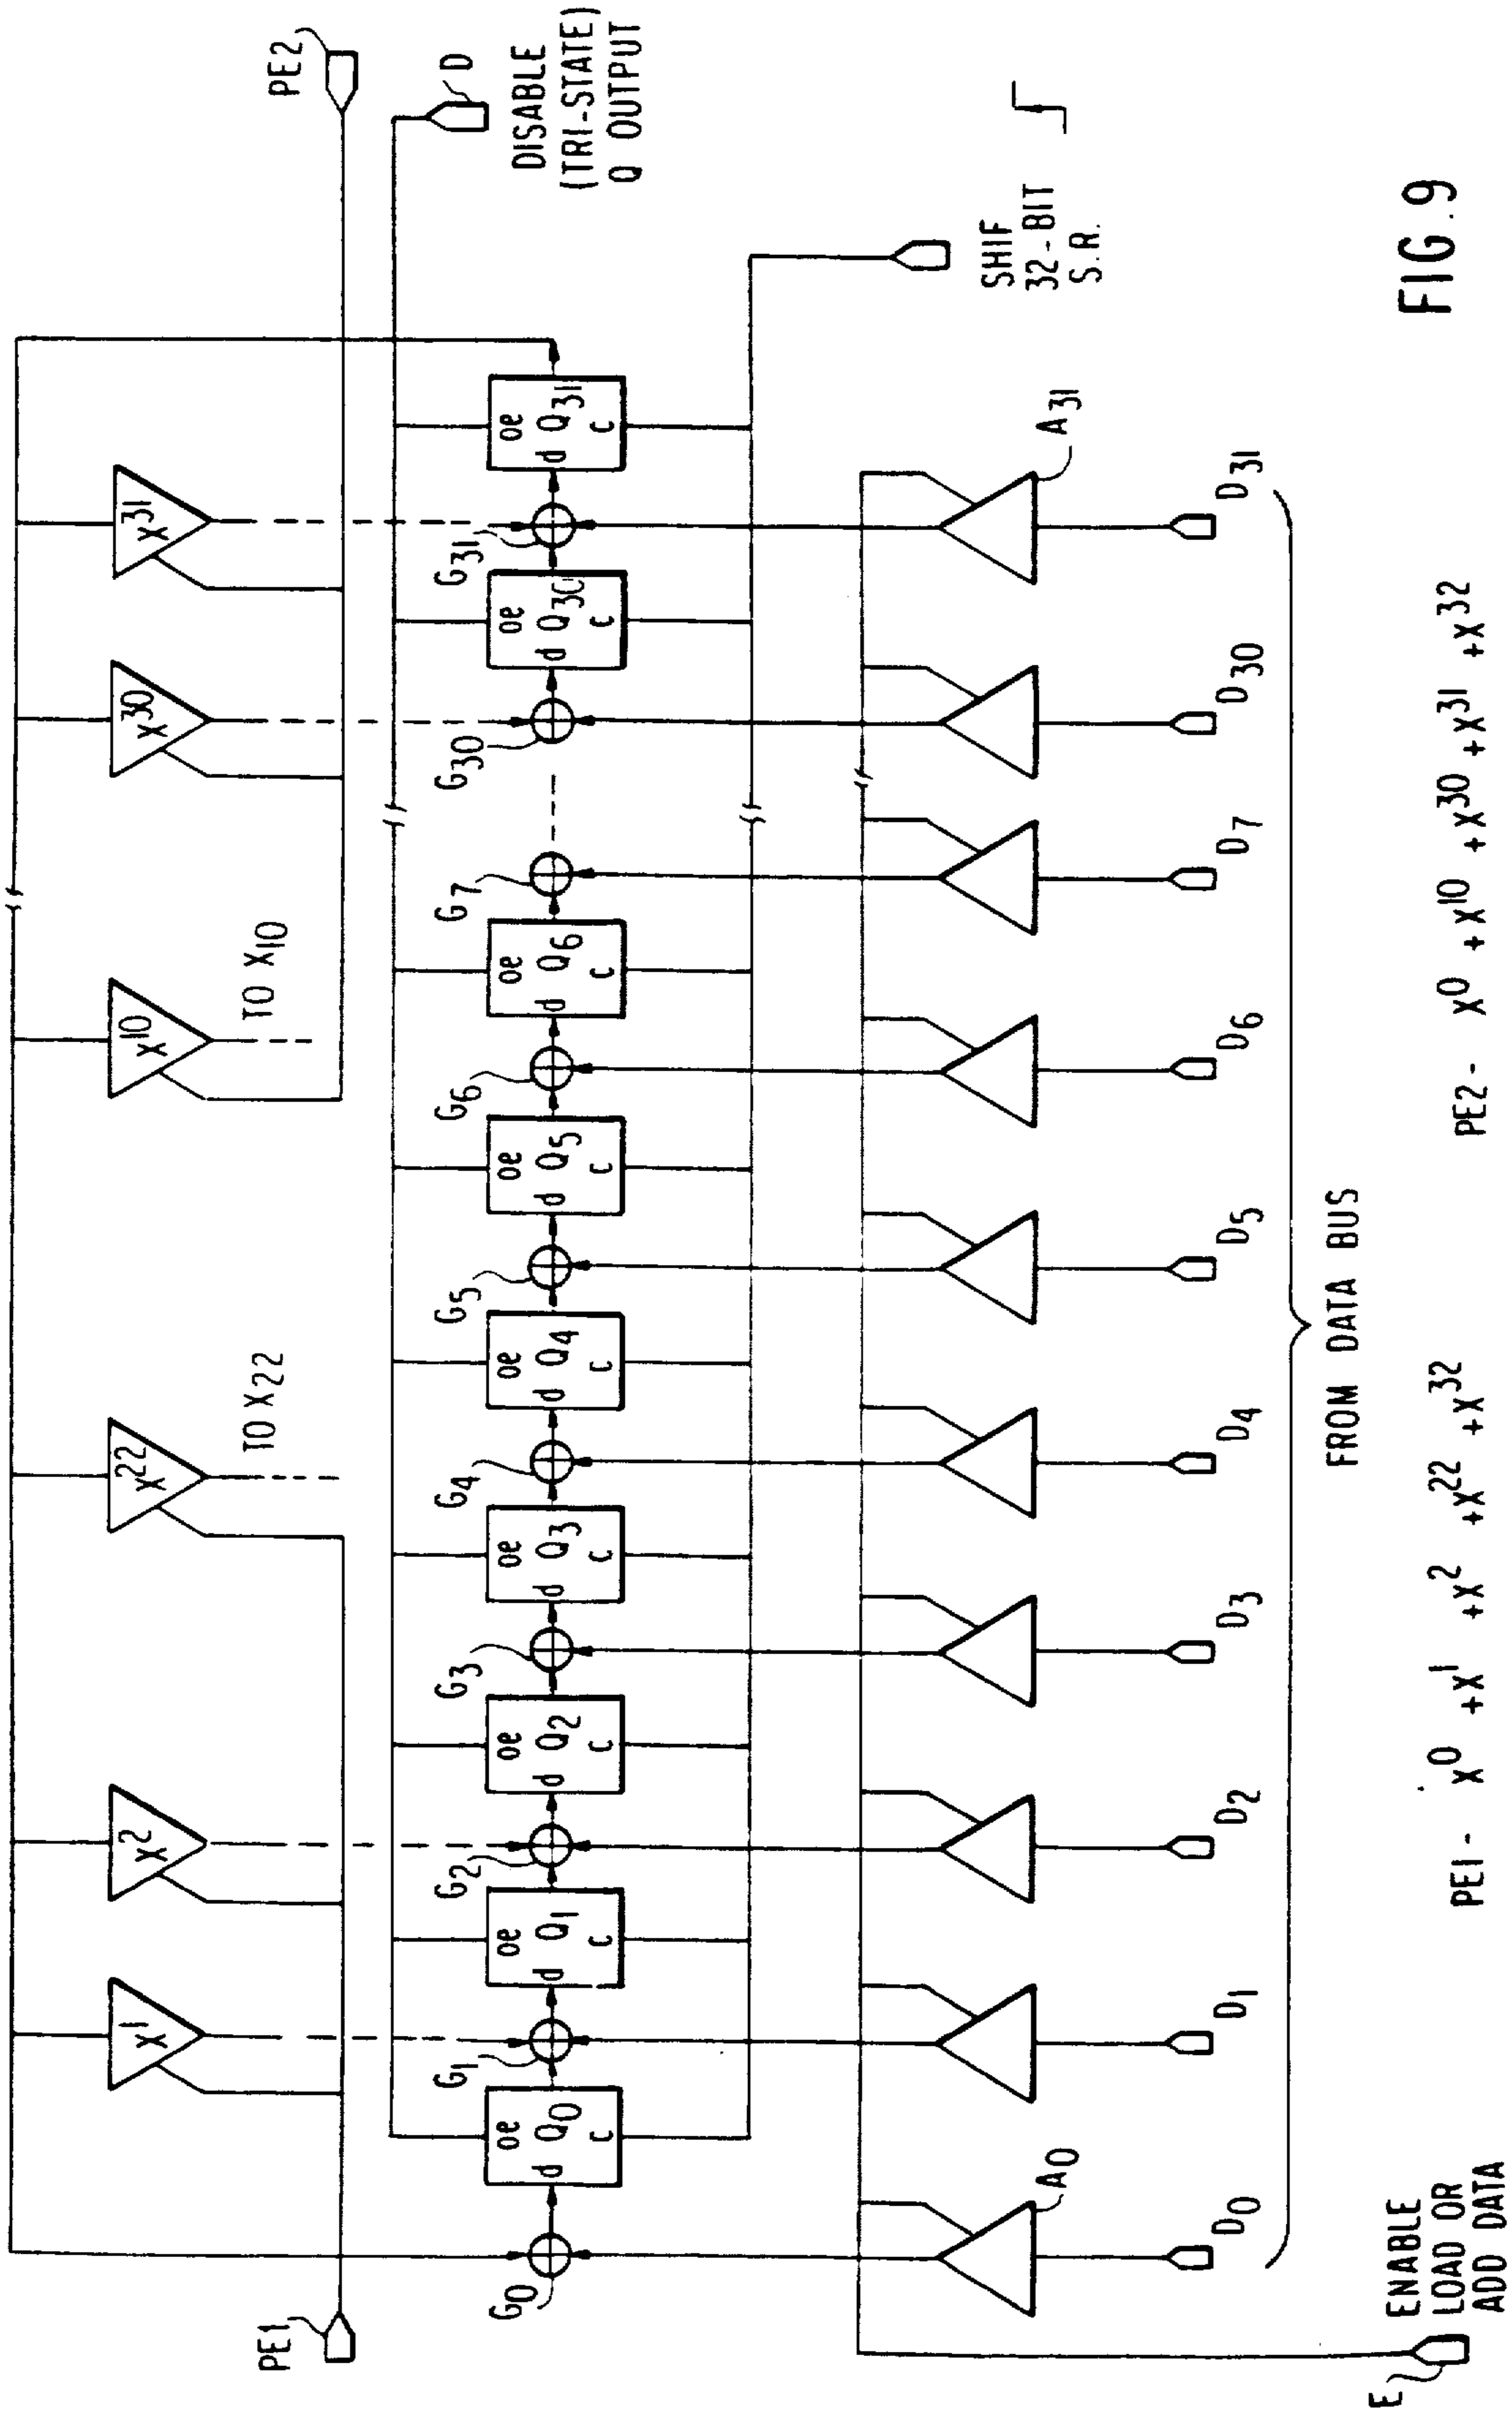 PE1
PE2
X¹
X²
X²²
X¹⁰
X³⁰
X³¹
TO X₂₂
TO X₁₀
D
DISABLE
(TRI-STATE)
Q OUTPUT
G₀
G₁
G₂
G₃
G₄
G₅
G₆
G₇
G₃₀
G₃₁
oe
d Q₀
c
oe
d Q₁
c
oe
d Q₂
c
oe
d Q₃
c
oe
d Q₄
c
oe
d Q₅
c
oe
d Q₆
c
oe
d Q₃₀
c
oe
d Q₃₁
c
SHIF
32-BIT
S.R.
A₀
A₃₁
D₀
D₁
D₂
D₃
D₄
D₅
D₆
D₇
D₃₀
D₃₁
E
ENABLE
LOAD OR
ADD DATA
FROM DATA BUS
PE1- X⁰ +X¹ +X² +X²² +X³²
PE2- X⁰ +X¹⁰ +X³⁰ +X³¹ +X³²
FIG.9